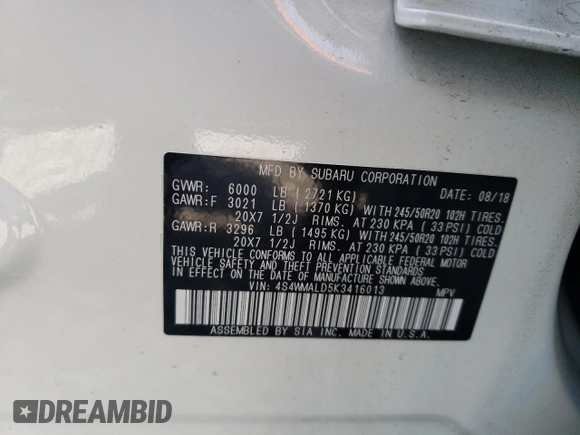 MFD BY SUBARU CORPORATION
GVWR: 6000 LB ( 2721 KG) DATE: 08/18
GAWR:F 3021 LB ( 1370 KG) WITH 245/50R20 102H TIRES.
20X7 1/2J RIMS. AT 230 KPA ( 33 PSI) COLD
GAWR:R 3296 LB ( 1495 KG) WITH 245/50R20 102H TIRES.
20X7 1/2J RIMS. AT 230 KPA ( 33 PSI) COLD
THIS VEHICLE CONFORMS TO ALL APPLICABLE FEDERAL MOTOR
VEHICLE SAFETY AND THEFT PREVENTION STANDARDS
IN EFFECT ON THE DATE OF MANUFACTURE SHOWN ABOVE.
VIN: 4S4WMALD5K3416013 MPV
ASSEMBLED BY SIA INC. MADE IN U.S.A.
DREAMBID